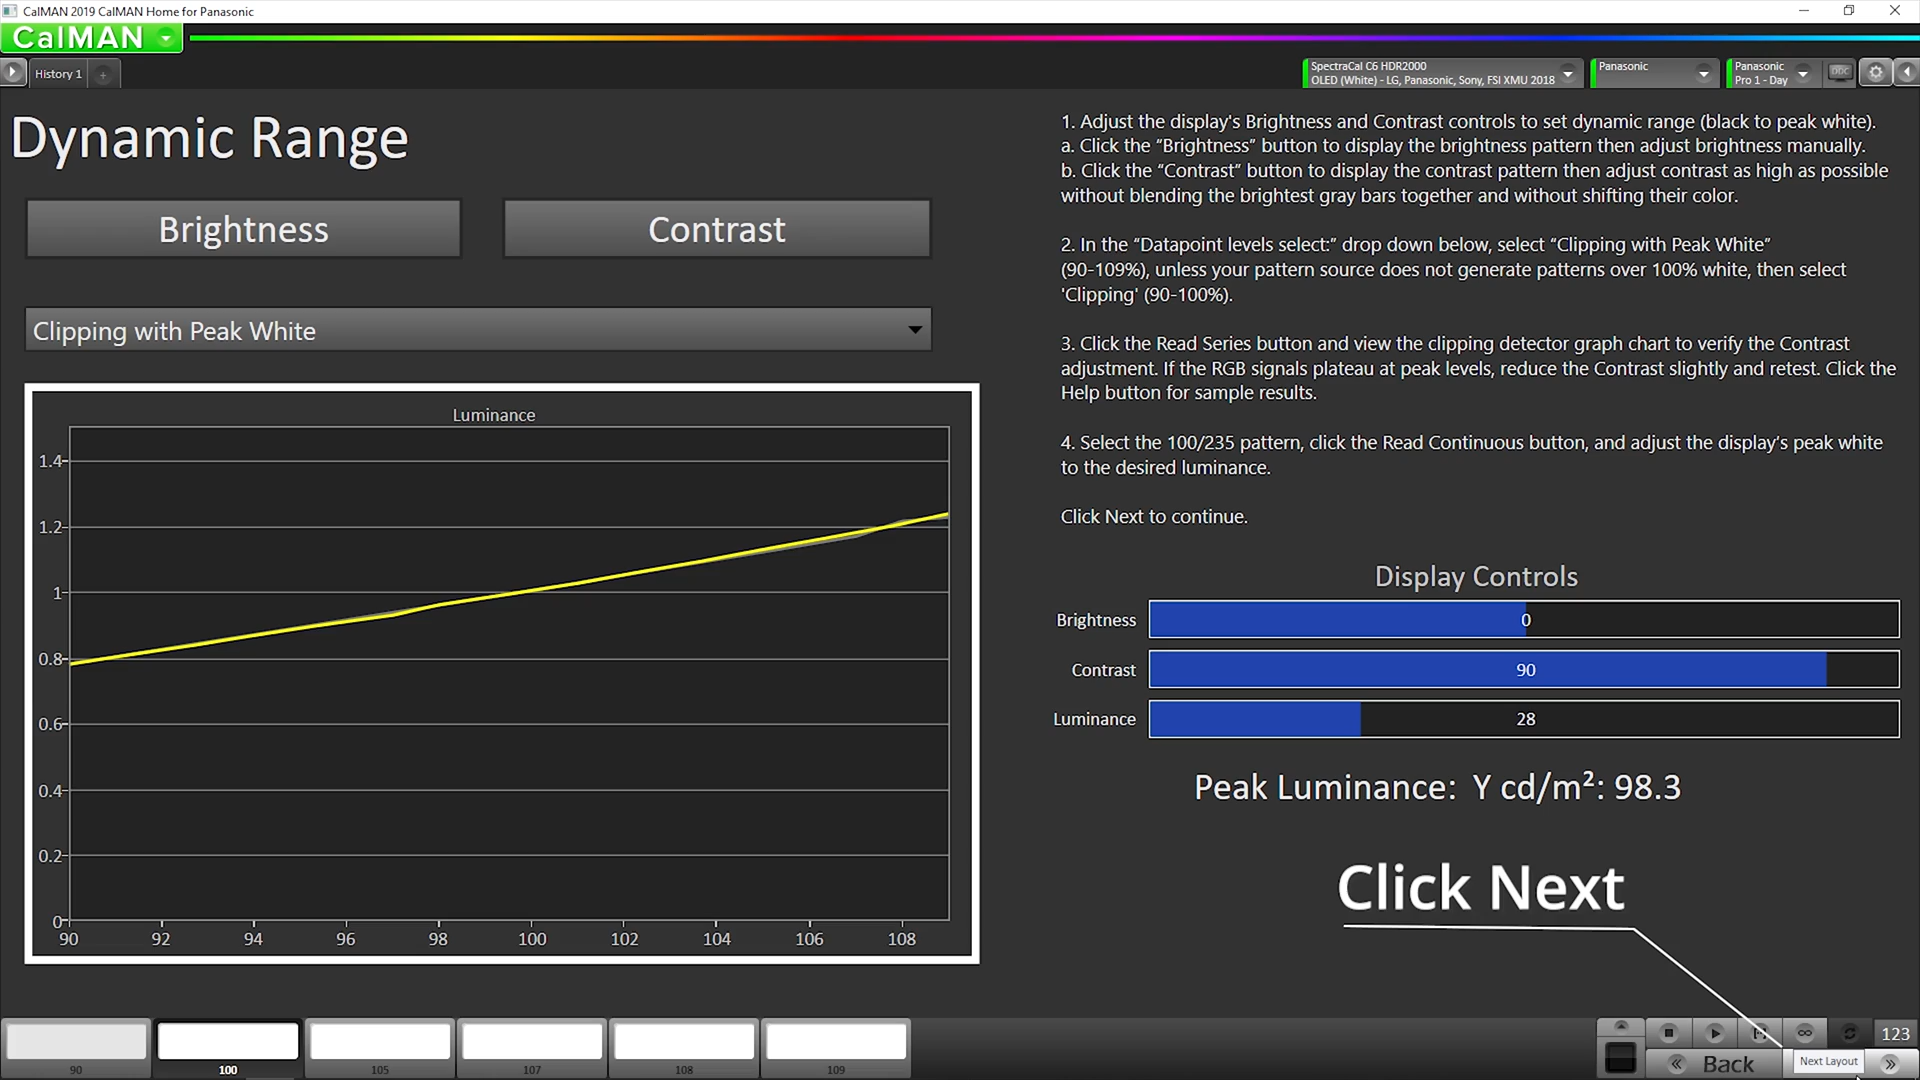 CalMAN 2019 CalMAN Home for Panasonic
CalMAN
History 1
+
SpectraCal C6 HDR2000
OLED (White) - LG, Panasonic, Sony, FSI XMU 2018
Panasonic
Panasonic
Pro 1 - Day
DDC
Dynamic Range
Brightness
Contrast
Clipping with Peak White
1. Adjust the display's Brightness and Contrast controls to set dynamic range (black to peak white).
a. Click the “Brightness” button to display the brightness pattern then adjust brightness manually.
b. Click the “Contrast” button to display the contrast pattern then adjust contrast as high as possible
without blending the brightest gray bars together and without shifting their color.
2. In the “Datapoint levels select:” drop down below, select “Clipping with Peak White”
(90-109%), unless your pattern source does not generate patterns over 100% white, then select
'Clipping' (90-100%).
3. Click the Read Series button and view the clipping detector graph chart to verify the Contrast
adjustment. If the RGB signals plateau at peak levels, reduce the Contrast slightly and retest. Click the
Help button for sample results.
4. Select the 100/235 pattern, click the Read Continuous button, and adjust the display’s peak white
to the desired luminance.
Click Next to continue.
Luminance
1.4
1.2
1
0.8
0.6
0.4
0.2
0
90 92 94 96 98 100 102 104 106 108
Display Controls
Brightness 0
Contrast 90
Luminance 28
Peak Luminance: Y cd/m²: 98.3
Click Next
90 100 105 107 108 109
123
Back
Next Layout